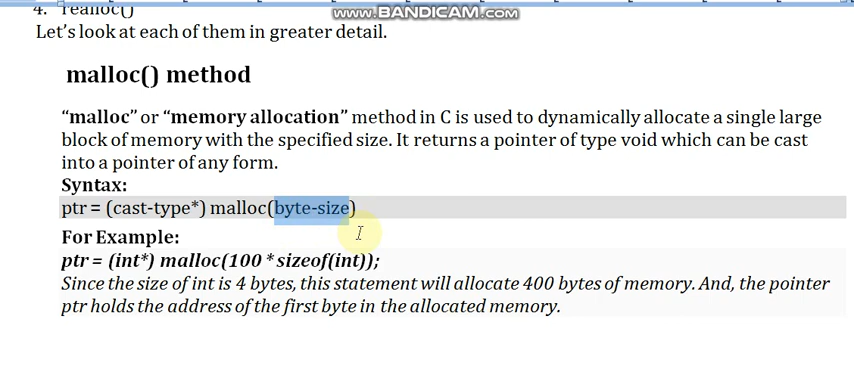 4. realloc()
www.BANDICAM.com
Let's look at each of them in greater detail.
malloc() method
“malloc” or “memory allocation” method in C is used to dynamically allocate a single large
block of memory with the specified size. It returns a pointer of type void which can be cast
into a pointer of any form.
Syntax:
ptr = (cast-type*) malloc(byte-size)
For Example:
ptr = (int*) malloc(100 * sizeof(int));
Since the size of int is 4 bytes, this statement will allocate 400 bytes of memory. And, the pointer
ptr holds the address of the first byte in the allocated memory.